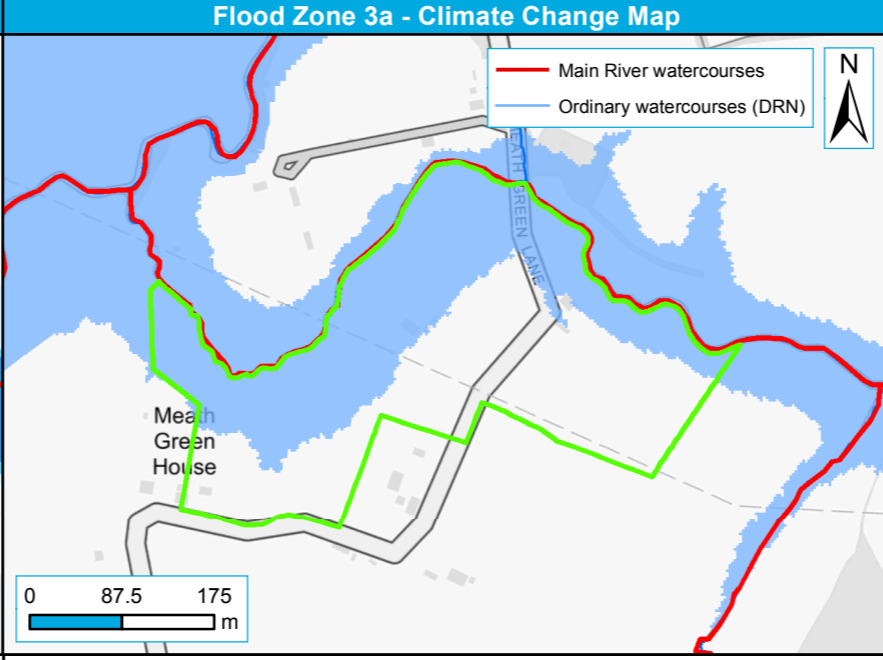 Flood Zone 3a - Climate Change Map
Main River watercourses
Ordinary watercourses (DRN)
N
MEATH GREEN LANE
Meath
Green
House
0 87.5 175
m